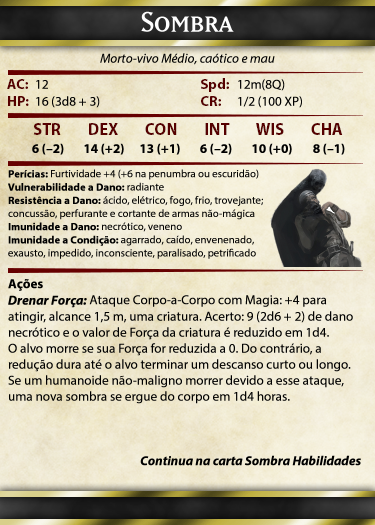 SOMBRA
Morto-vivo Médio, caótico e mau
AC: 12 Spd: 12m(8Q)
HP: 16 (3d8 + 3) CR: 1/2 (100 XP)
STR DEX CON INT WIS CHA
6 (–2) 14 (+2) 13 (+1) 6 (–2) 10 (+0) 8 (–1)
Perícias: Furtividade +4 (+6 na penumbra ou escuridão)
Vulnerabilidade a Dano: radiante
Resistência a Dano: ácido, elétrico, fogo, frio, trovejante;
concussão, perfurante e cortante de armas não-mágica
Imunidade a Dano: necrótico, veneno
Imunidade a Condição: agarrado, caído, envenenado,
exausto, impedido, inconsciente, paralisado, petrificado
Ações
Drenar Força: Ataque Corpo-a-Corpo com Magia: +4 para
atingir, alcance 1,5 m, uma criatura. Acerto: 9 (2d6 + 2) de dano
necrótico e o valor de Força da criatura é reduzido em 1d4.
O alvo morre se sua Força for reduzida a 0. Do contrário, a
redução dura até o alvo terminar um descanso curto ou longo.
Se um humanoide não-maligno morrer devido a esse ataque,
uma nova sombra se ergue do corpo em 1d4 horas.
Continua na carta Sombra Habilidades